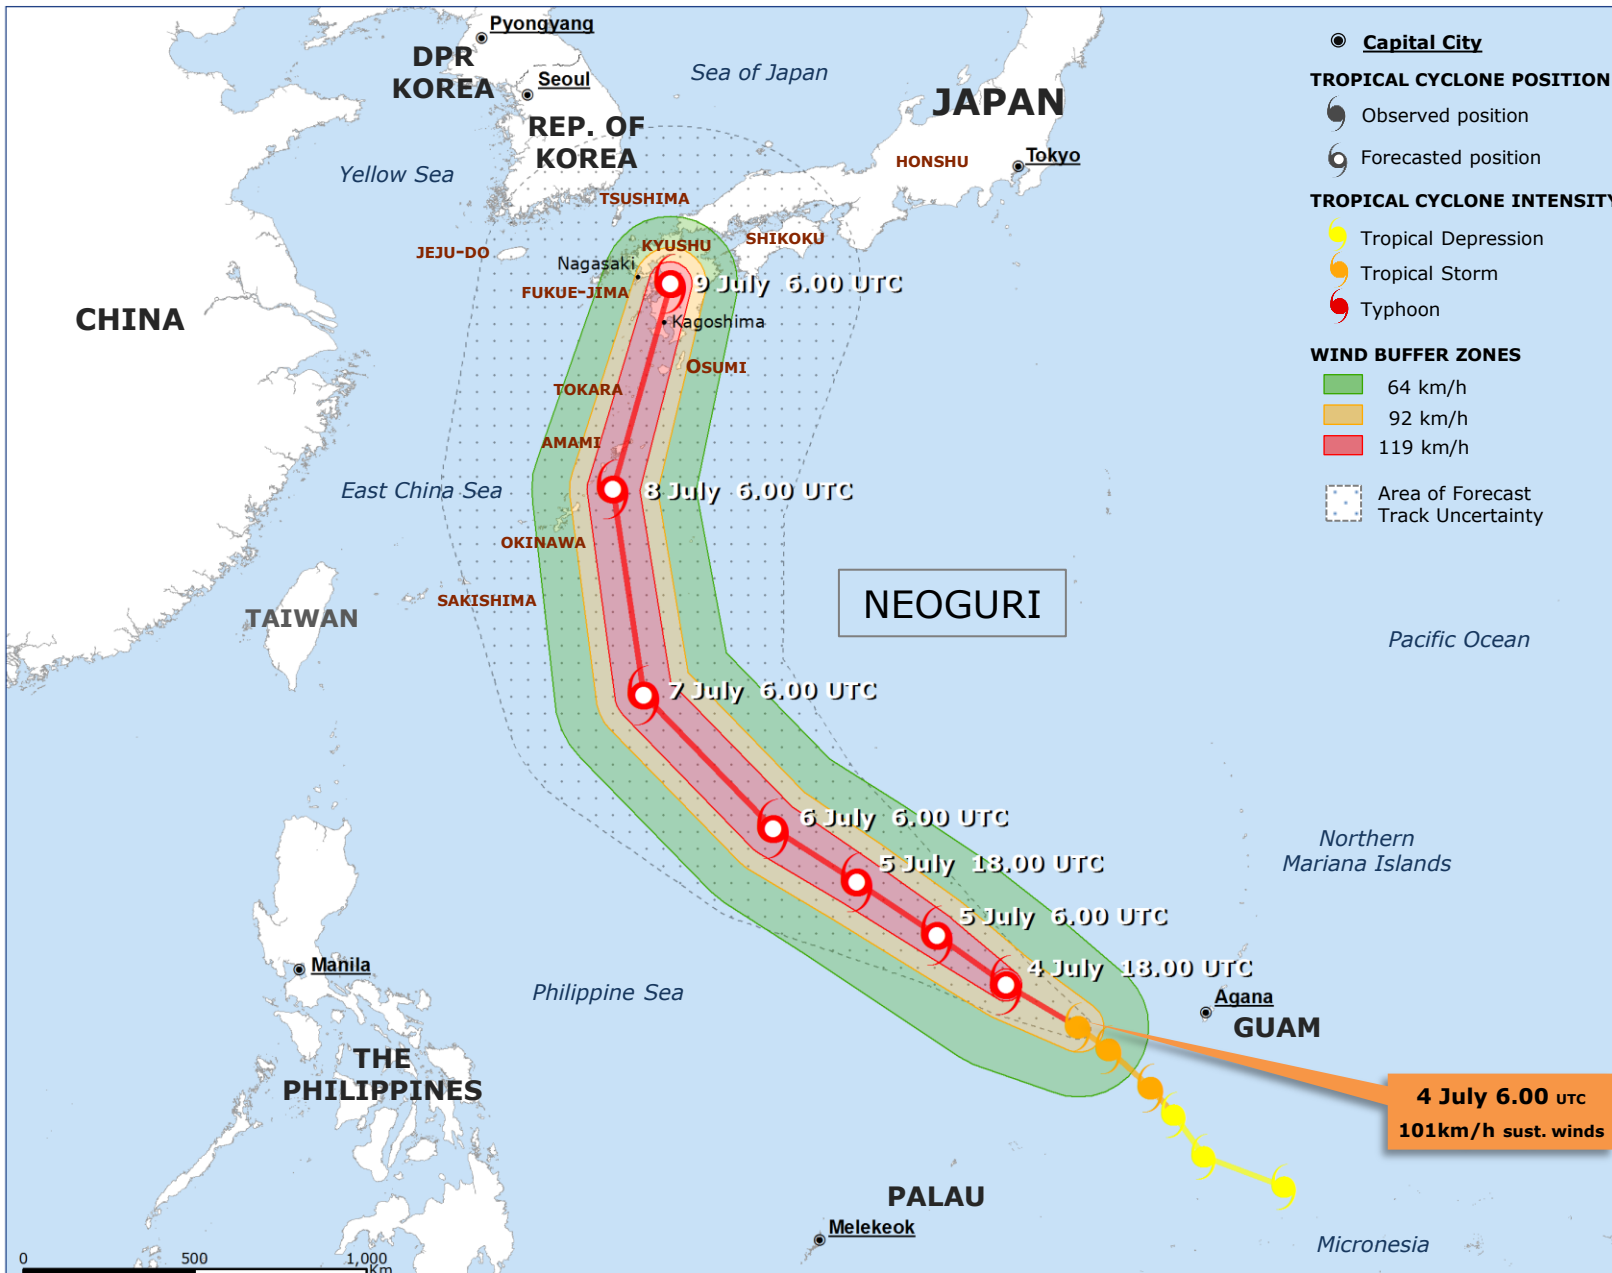 Pyongyang
DPR
KOREA
Seoul
REP. OF
KOREA
Sea of Japan
JAPAN
HONSHU
Tokyo
Yellow Sea
TSUSHIMA
JEJU-DO
KYUSHU
SHIKOKU
Nagasaki
FUKUE-JIMA
9 July 6.00 UTC
Kagoshima
CHINA
OSUMI
TOKARA
AMAMI
East China Sea
8 July 6.00 UTC
OKINAWA
SAKISHIMA
TAIWAN
NEOGURI
Pacific Ocean
7 July 6.00 UTC
6 July 6.00 UTC
5 July 18.00 UTC
5 July 6.00 UTC
4 July 18.00 UTC
Northern
Mariana Islands
Manila
Philippine Sea
Agana
GUAM
THE
PHILIPPINES
4 July 6.00 UTC
101km/h sust. winds
PALAU
Melekeok
Micronesia
0 500 1,000
Km
Capital City
TROPICAL CYCLONE POSITION
Observed position
Forecasted position
TROPICAL CYCLONE INTENSITY
Tropical Depression
Tropical Storm
Typhoon
WIND BUFFER ZONES
64 km/h
92 km/h
119 km/h
Area of Forecast
Track Uncertainty